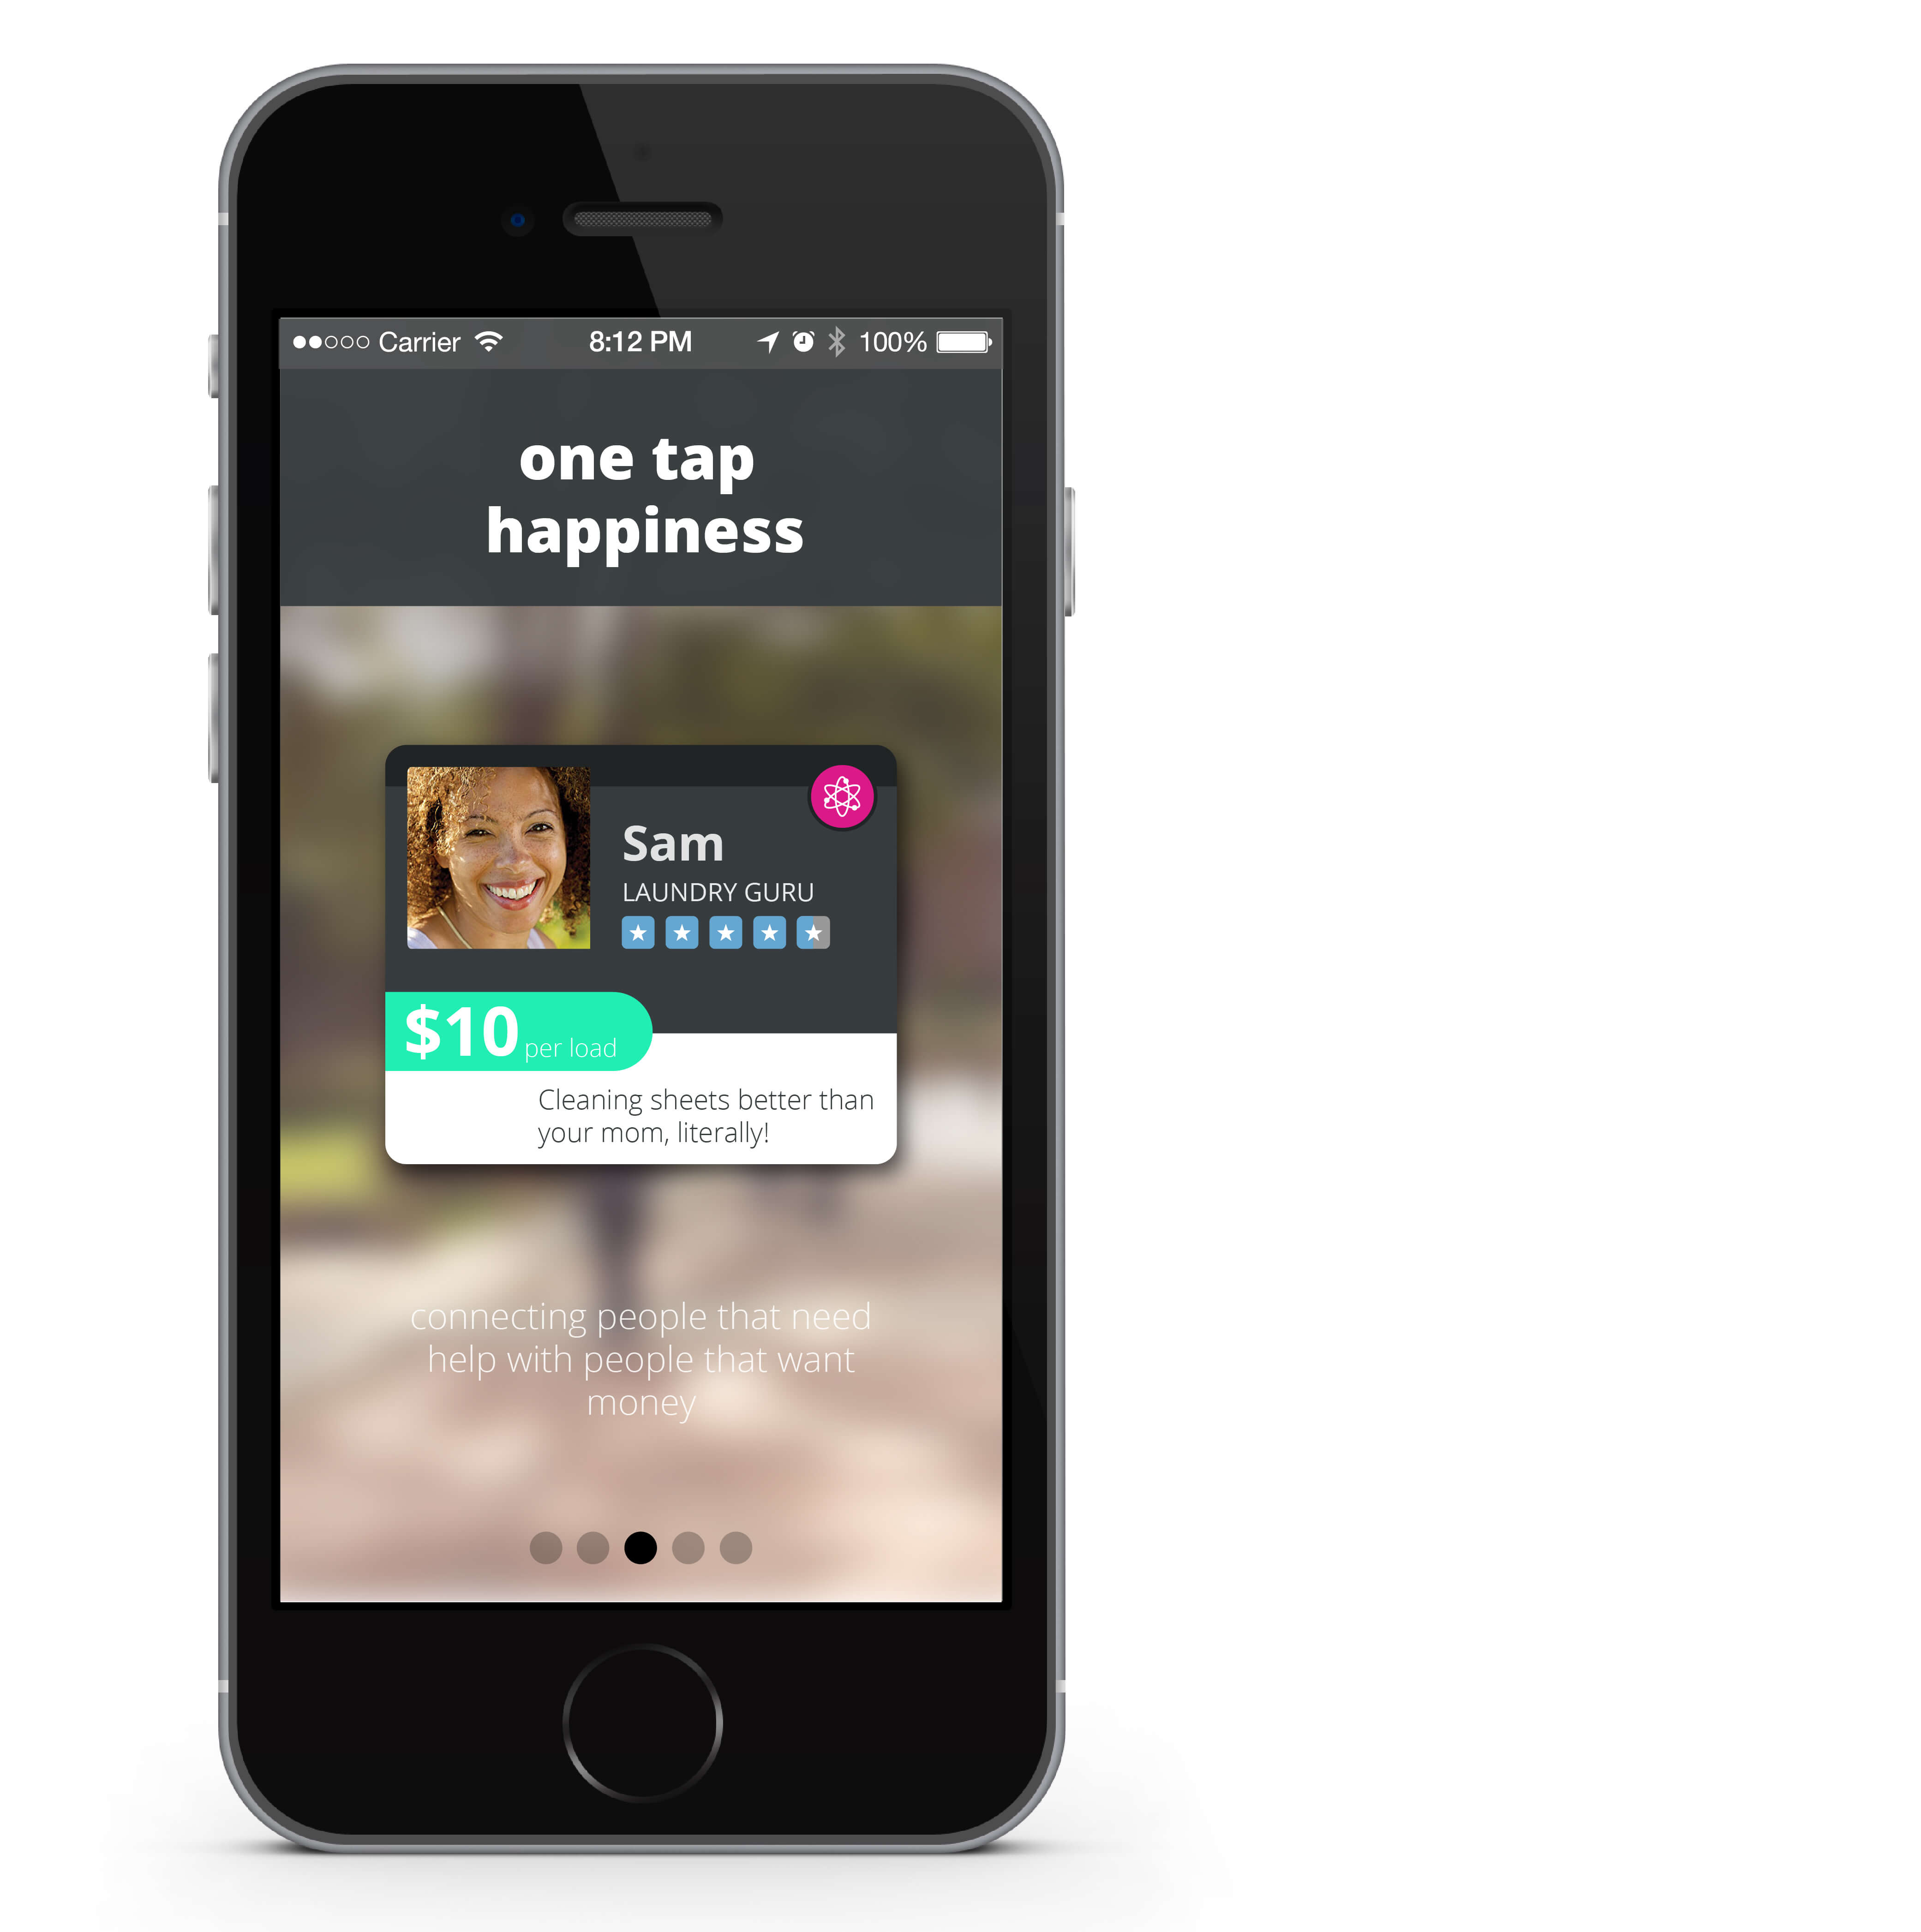 Carrier 8:12 PM 100%
one tap
happiness
Sam
LAUNDRY GURU
$10 per load
Cleaning sheets better than
your mom, literally!
connecting people that need
help with people that want
money